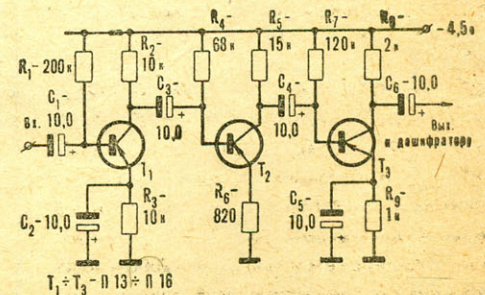 R₄- R₅- R₇- R₈-
R₂- 68к 15к 120к 2к -4,5в
R₁-200к 10к
C₁- C₃- C₄- C₆-10,0
вх. 10,0 10,0 10,0 Вых.
к дешифратору
T₁ T₂ T₃
R₃- R₆- C₅- R₉-
C₂-10,0 10к 820 10,0 1к
T₁÷T₃-П13÷П16